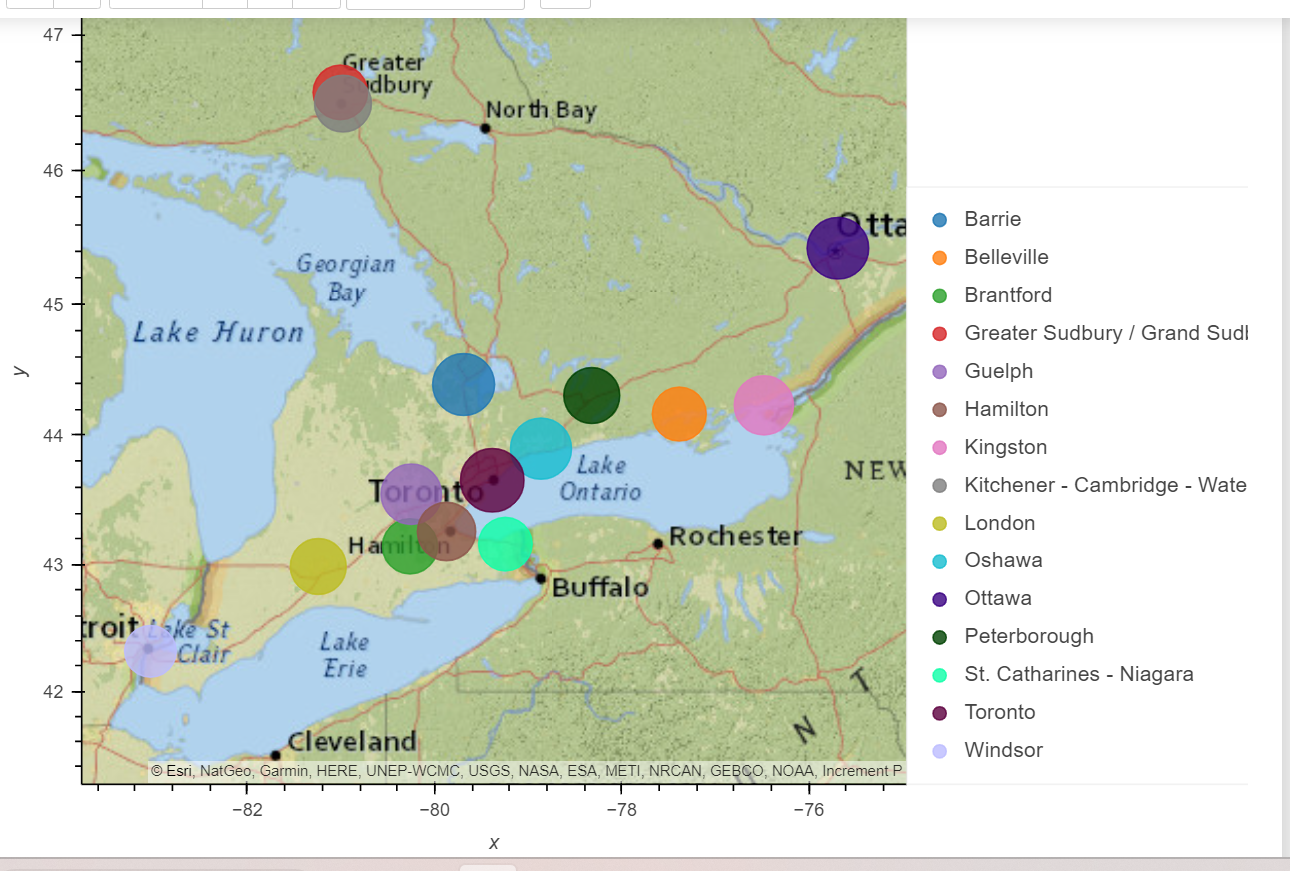 47
46
45
44
43
42
y
−82
−80
−78
−76
x
Greater
Sudbury
North Bay
Otta
Georgian
Bay
Lake Huron
Toronto
Lake
Ontario
NEW
Hamilton
Rochester
Buffalo
troit
Lake St
Clair
Lake
Erie
T
N
Cleveland
© Esri, NatGeo, Garmin, HERE, UNEP-WCMC, USGS, NASA, ESA, METI, NRCAN, GEBCO, NOAA, Increment P
Barrie
Belleville
Brantford
Greater Sudbury / Grand Sudb
Guelph
Hamilton
Kingston
Kitchener - Cambridge - Wate
London
Oshawa
Ottawa
Peterborough
St. Catharines - Niagara
Toronto
Windsor